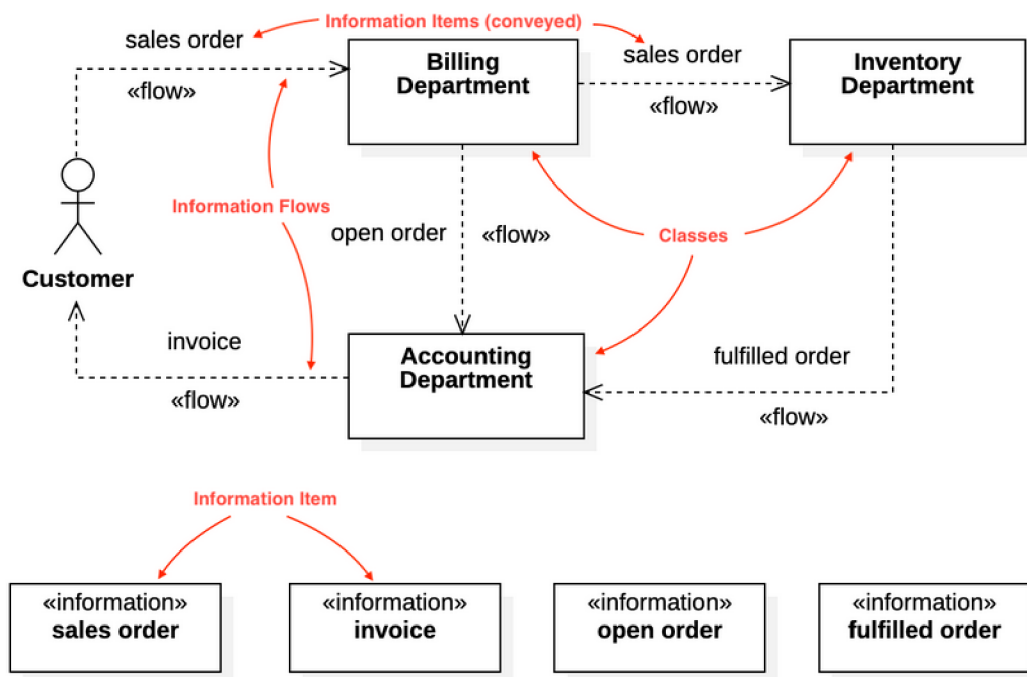 Information Items (conveyed)
sales order
Billing
Department
sales order
Inventory
Department
«flow»
«flow»
Information Flows
open order
«flow»
Classes
Customer
invoice
Accounting
Department
fulfilled order
«flow»
«flow»
Information Item
«information»
sales order
«information»
invoice
«information»
open order
«information»
fulfilled order